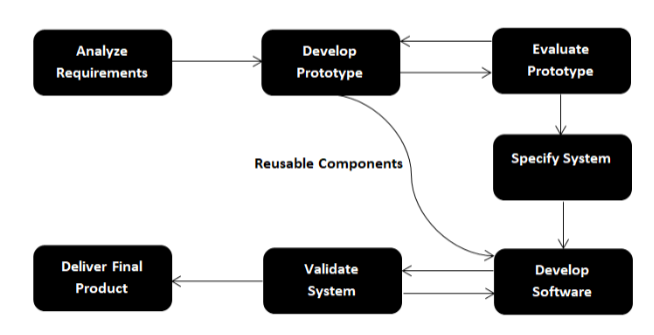 Analyze
Requirements
Develop
Prototype
Evaluate
Prototype
Reusable Components
Specify System
Deliver Final
Product
Validate
System
Develop
Software